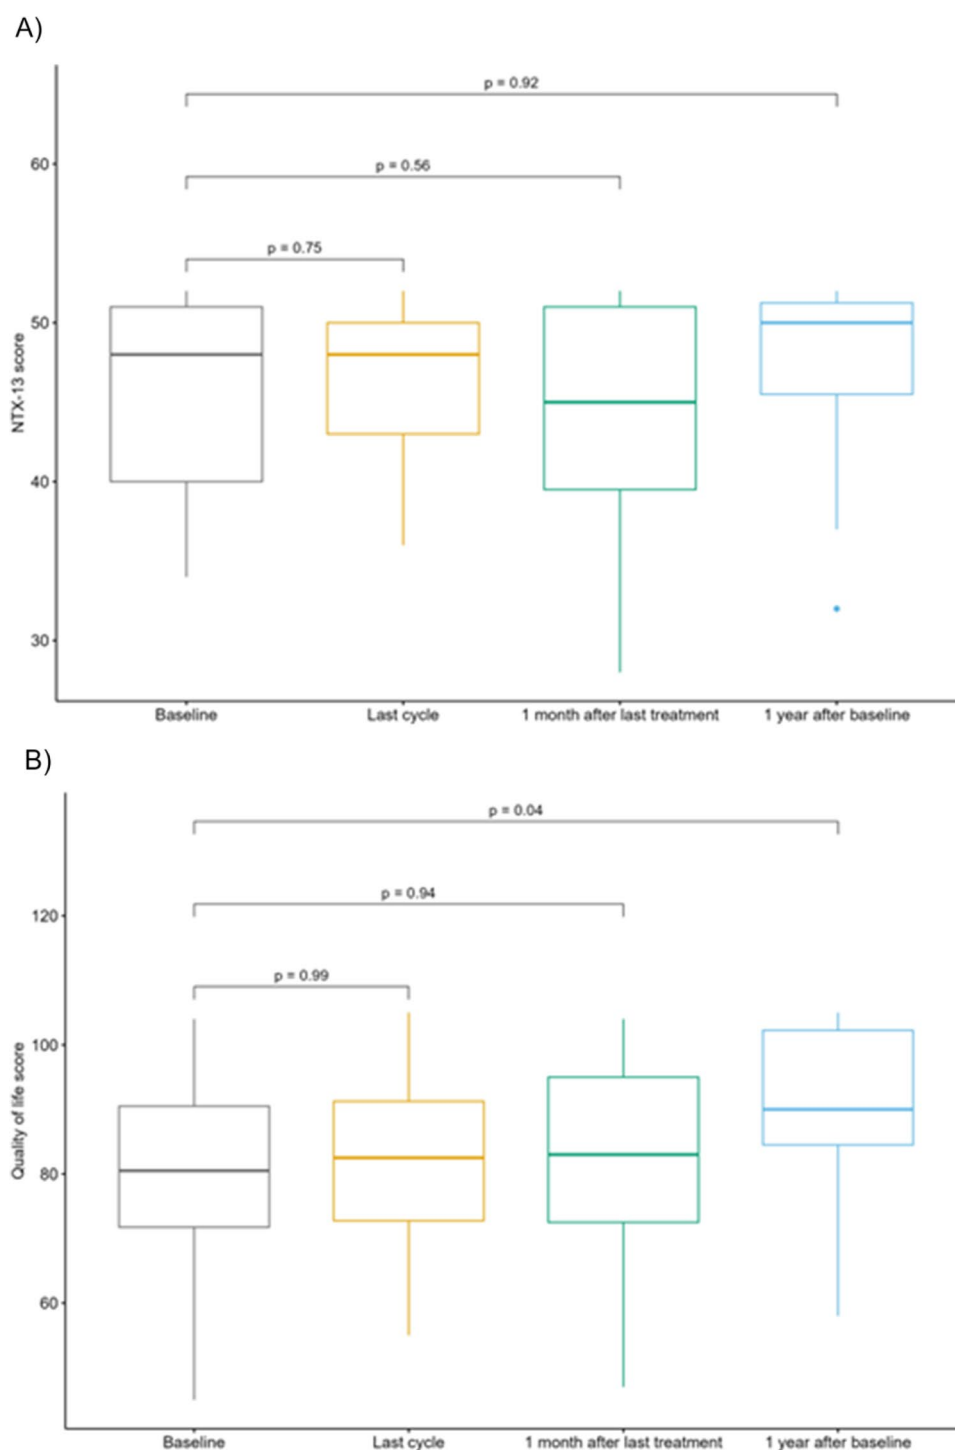 A)
p = 0.92
60
p = 0.56
p = 0.75
50
NTX-13 score
40
30
Baseline Last cycle 1 month after last treatment 1 year after baseline
B)
p = 0.04
120
p = 0.94
p = 0.99
100
Quality of life score
80
60
Baseline Last cycle 1 month after last treatment 1 year after baseline